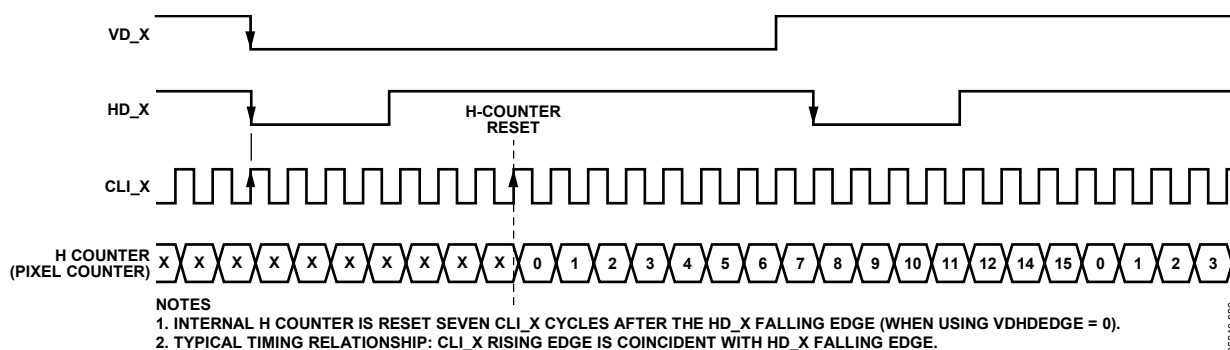 VD_X
HD_X
H-COUNTER
RESET
CLI_X
H COUNTER
(PIXEL COUNTER)
X X X X X X X X X 0 1 2 3 4 5 6 7 8 9 10 11 12 14 15 0 1 2 3
NOTES
1. INTERNAL H COUNTER IS RESET SEVEN CLI_X CYCLES AFTER THE HD_X FALLING EDGE (WHEN USING VDHDEDGE = 0).
2. TYPICAL TIMING RELATIONSHIP: CLI_X RISING EDGE IS COINCIDENT WITH HD_X FALLING EDGE.